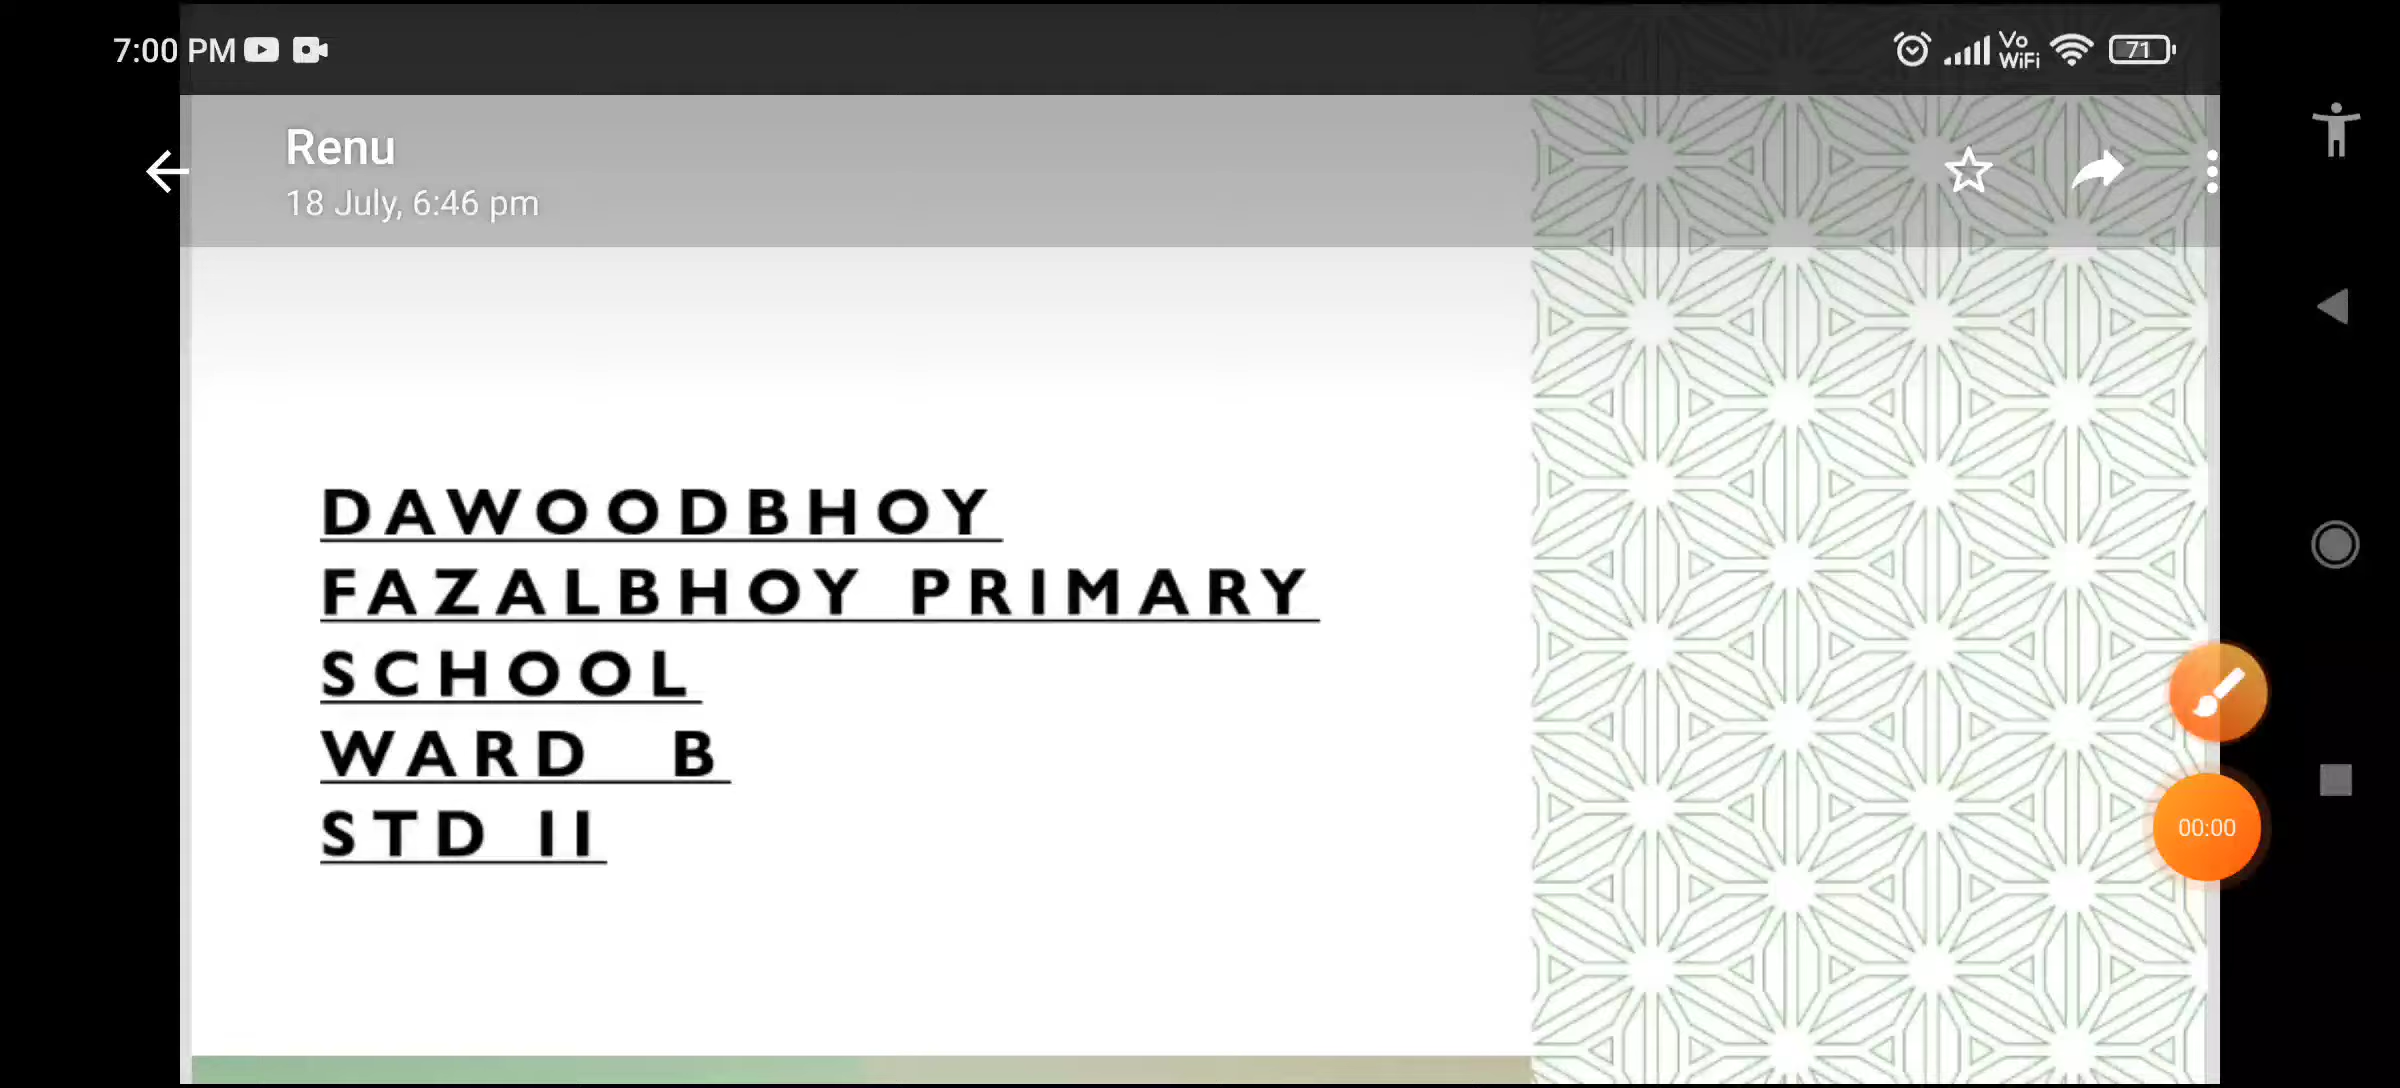 7:00 PM
Vo WiFi
71
Renu
18 July, 6:46 pm
DAWOODBHOY
FAZALBHOY PRIMARY
SCHOOL
WARD B
STD II
00:00